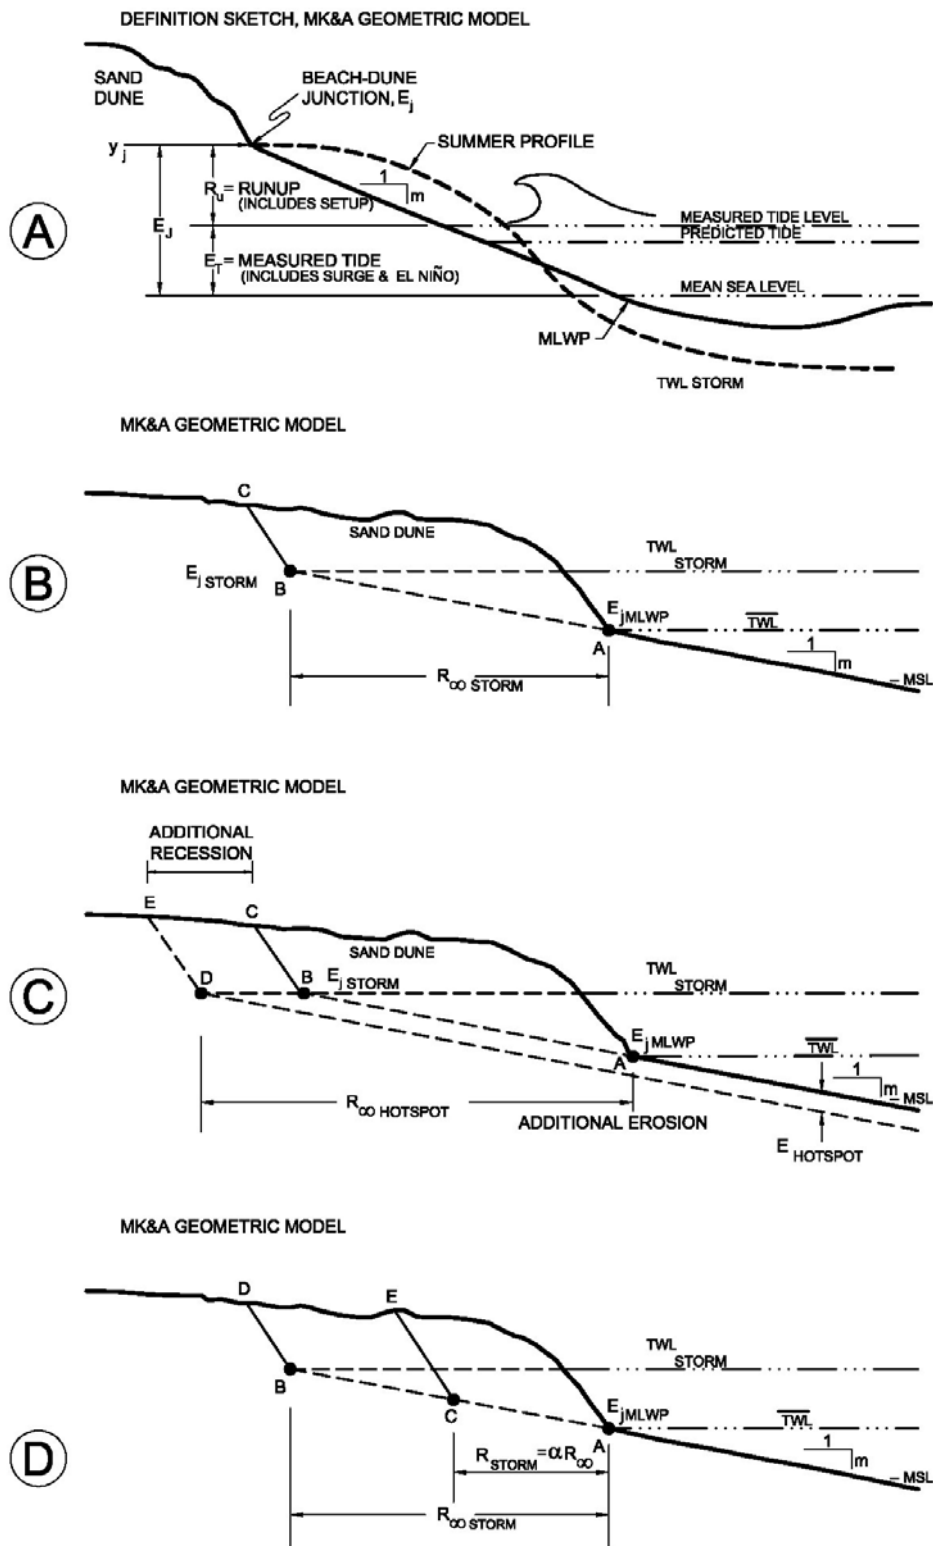 DEFINITION SKETCH, MK&A GEOMETRIC MODEL
SAND
DUNE
BEACH-DUNE
JUNCTION, Ej
yj
SUMMER PROFILE
1
m
Ru= RUNUP
(INCLUDES SETUP)
EJ
MEASURED TIDE LEVEL
PREDICTED TIDE
A
ET= MEASURED TIDE
(INCLUDES SURGE & EL NIÑO)
MEAN SEA LEVEL
MLWP
TWL STORM
MK&A GEOMETRIC MODEL
C
SAND DUNE
TWL
STORM
B
Ej STORM
B
EjMLWP
TWL
A
1
m
MSL
R∞ STORM
MK&A GEOMETRIC MODEL
ADDITIONAL
RECESSION
E
C
SAND DUNE
TWL
STORM
C
D
B
Ej STORM
Ej MLWP
TWL
A
1
m
MSL
R∞ HOTSPOT
ADDITIONAL EROSION
E HOTSPOT
MK&A GEOMETRIC MODEL
D
E
TWL
STORM
B
C
EjMLWP
TWL
A
D
1
m
MSL
RSTORM=αR∞
R∞ STORM